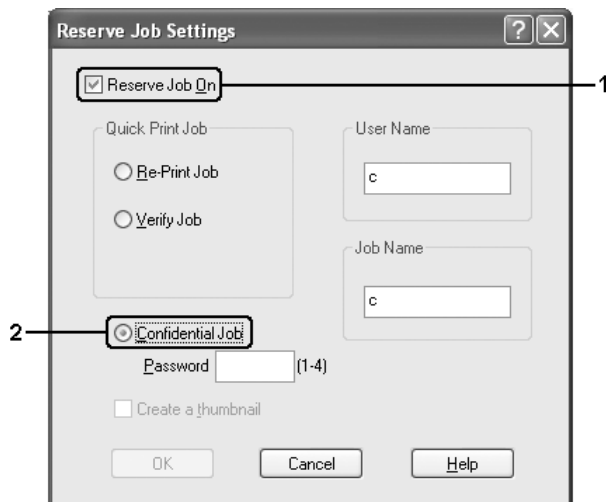 Reserve Job Settings
Reserve Job On
1
Quick Print Job
User Name
Re-Print Job
c
Verify Job
Job Name
c
2
Confidential Job
Password
(1-4)
Create a thumbnail
OK
Cancel
Help